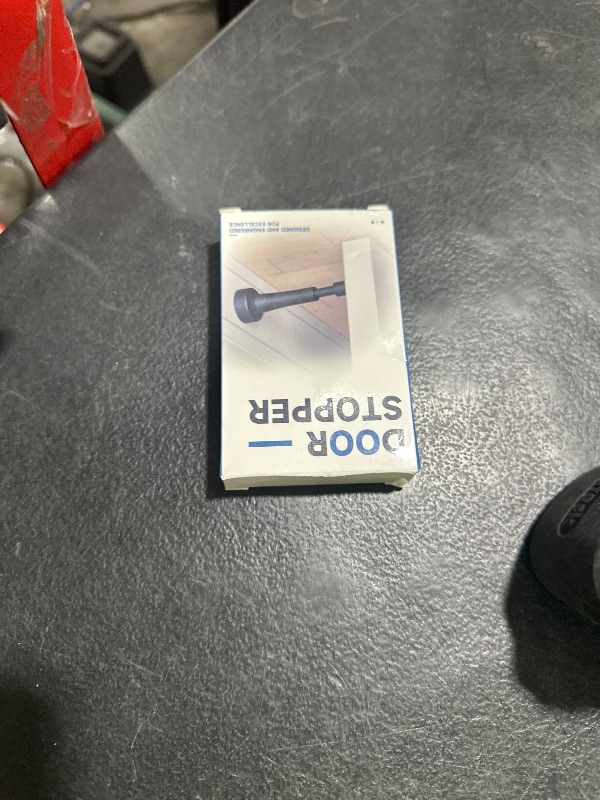 DOOR —
STOPPER
DESIGNED AND ENGINEERED
FOR EXCELLENCE